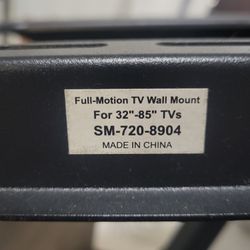 Full-Motion TV Wall Mount
For 32"-85" TVs
SM-720-8904
MADE IN CHINA